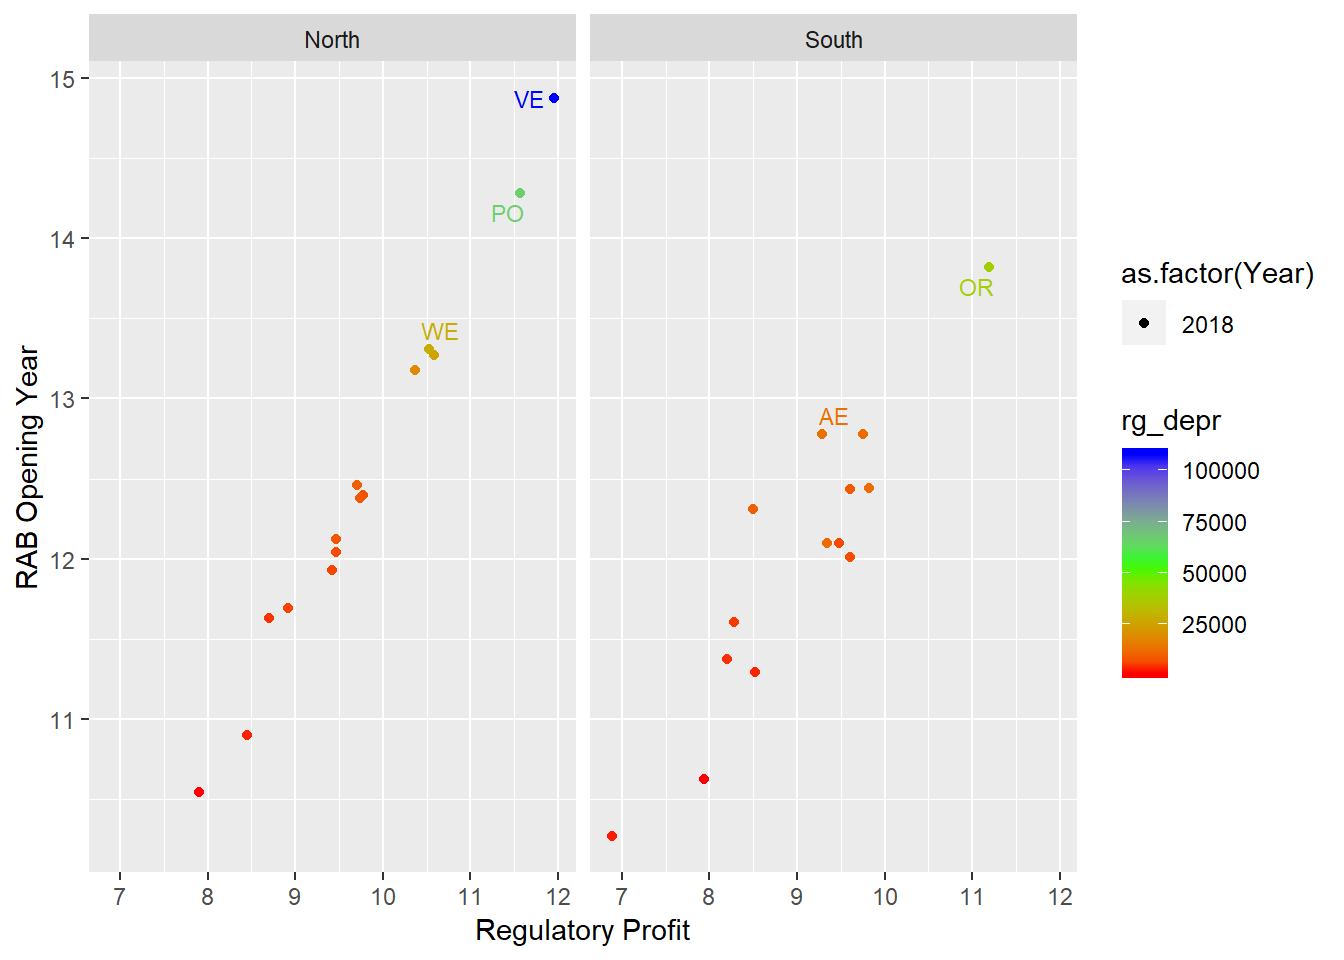 North
South
15
14
13
12
11
RAB Opening Year
VE
PO
WE
OR
AE
7 8 9 10 11 12
7 8 9 10 11 12
Regulatory Profit
as.factor(Year)
2018
rg_depr
100000
75000
50000
25000